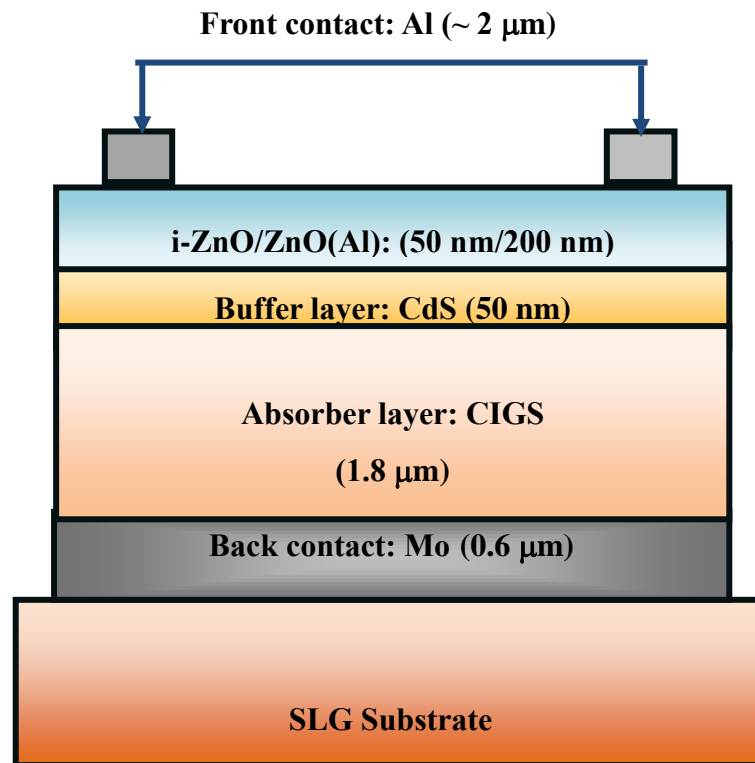 Front contact: Al (~ 2 μm)
i-ZnO/ZnO(Al): (50 nm/200 nm)
Buffer layer: CdS (50 nm)
Absorber layer: CIGS
(1.8 μm)
Back contact: Mo (0.6 μm)
SLG Substrate